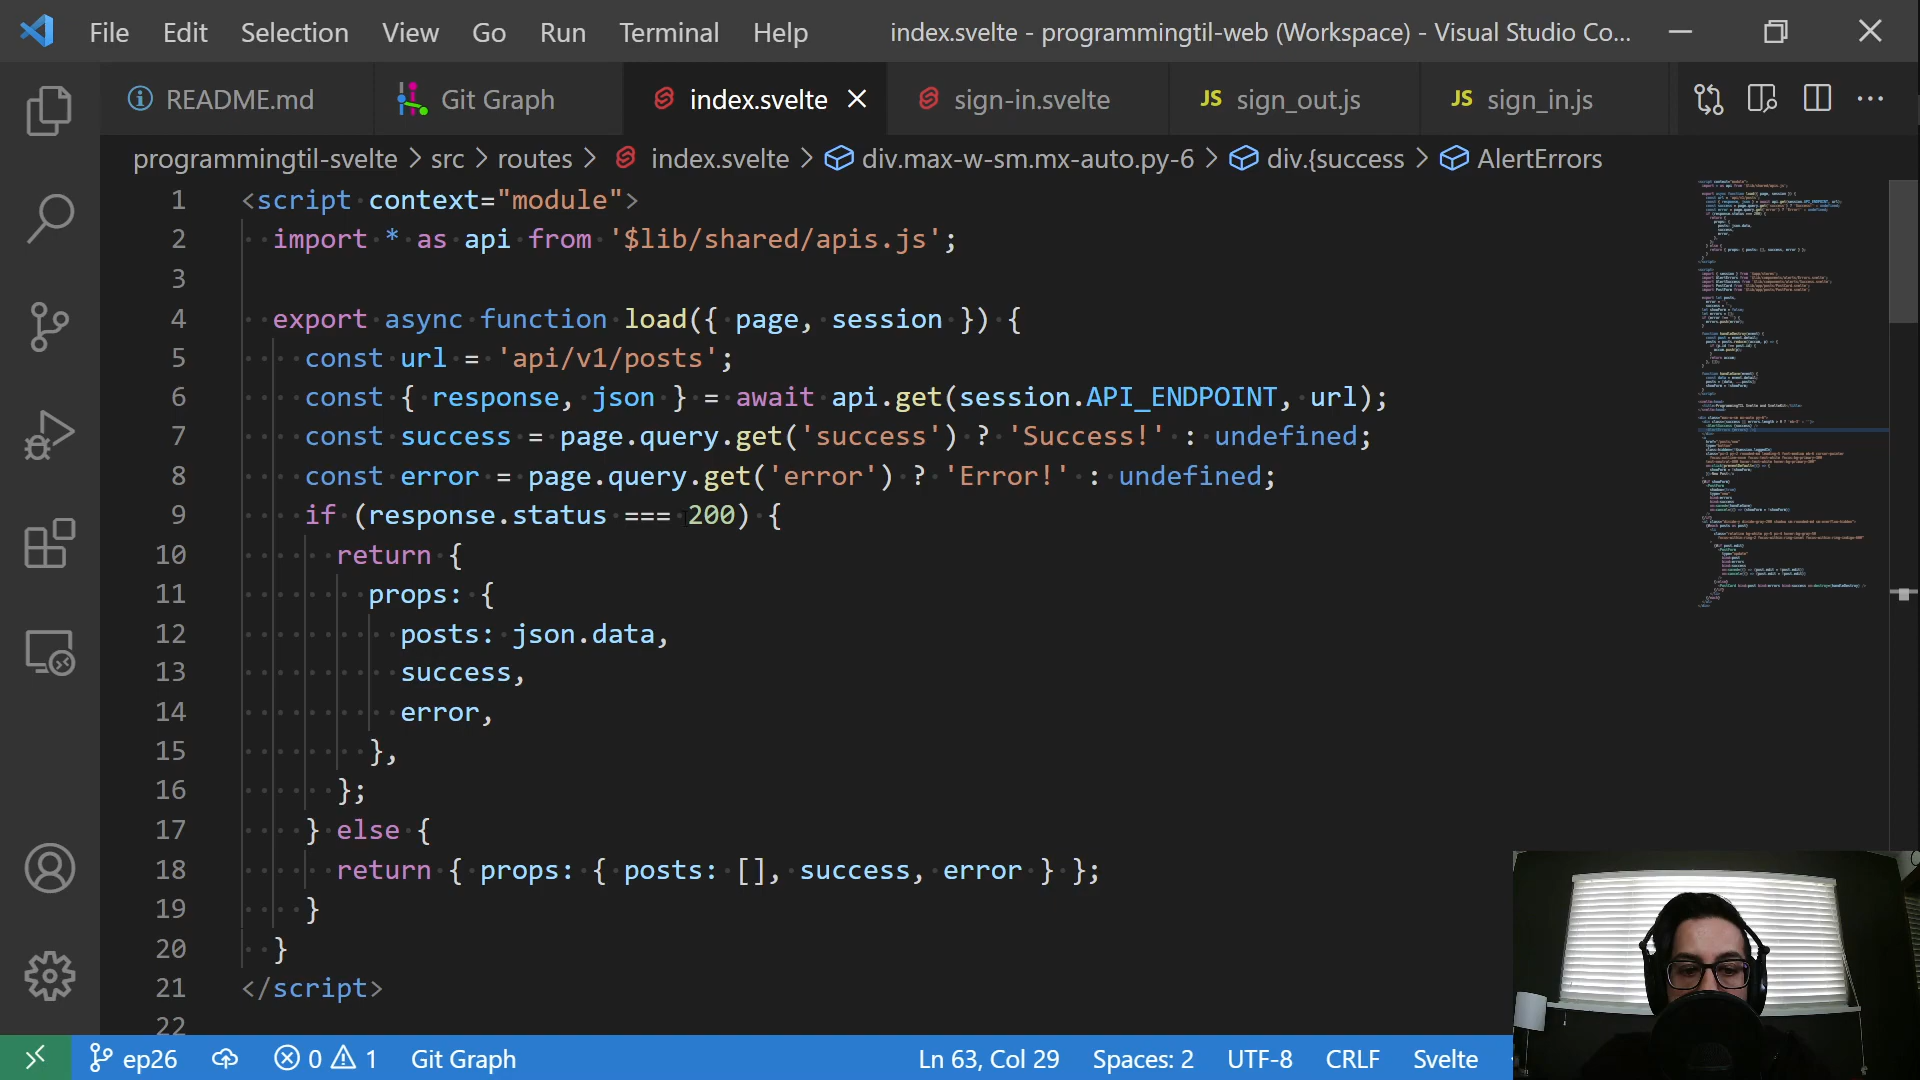 File Edit Selection View Go Run Terminal Help index.svelte - programmingtil-web (Workspace) - Visual Studio Co...
README.md Git Graph index.svelte sign-in.svelte JS sign_out.js JS sign_in.js
programmingtil-svelte > src > routes > index.svelte > div.max-w-sm.mx-auto.py-6 > div.{success > AlertErrors
1 <script context="module">
2 import * as api from '$lib/shared/apis.js';
3
4 export async function load({ page, session }) {
5 const url = 'api/v1/posts';
6 const { response, json } = await api.get(session.API_ENDPOINT, url);
7 const success = page.query.get('success') ? 'Success!' : undefined;
8 const error = page.query.get('error') ? 'Error!' : undefined;
9 if (response.status === 200) {
10 return {
11 props: {
12 posts: json.data,
13 success,
14 error,
15 },
16 };
17 } else {
18 return { props: { posts: [], success, error } };
19 }
20 }
21 </script>
22
ep26 0 1 Git Graph Ln 63, Col 29 Spaces: 2 UTF-8 CRLF Svelte